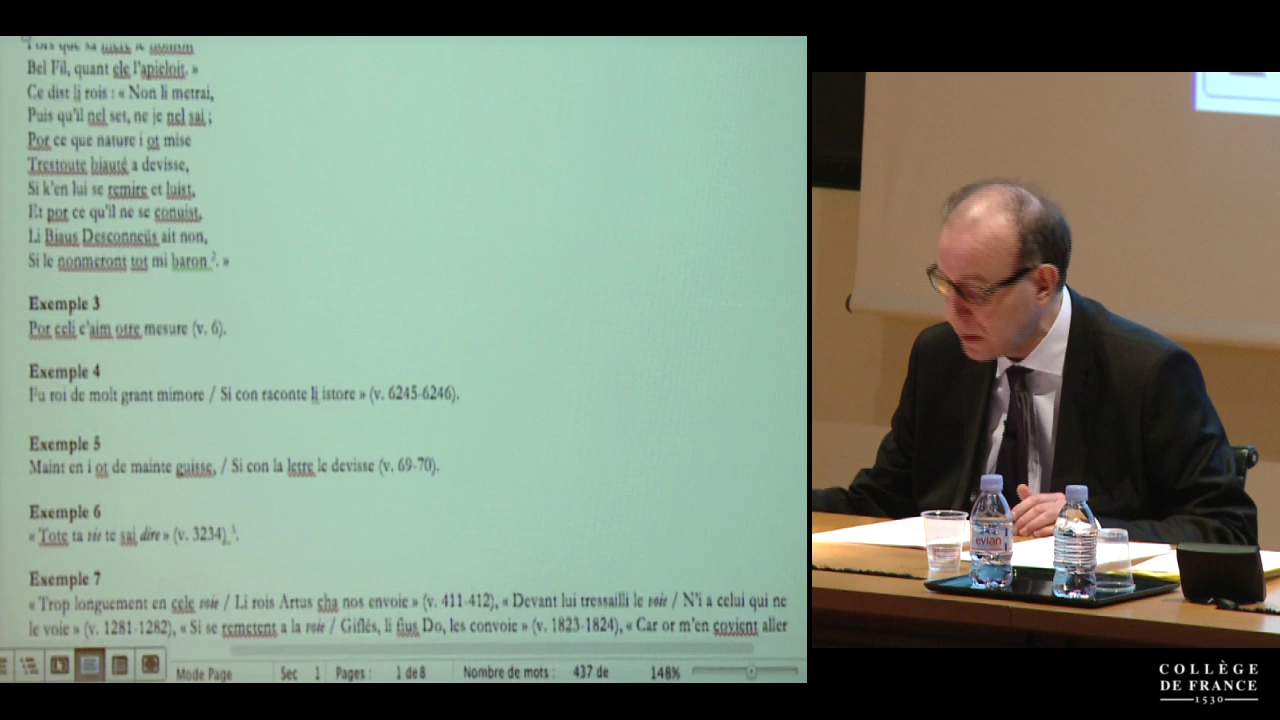 Bel Fil, quant ele l'apieloit. »
Ce dist li rois : « Non li metrai,
Puis qu'il nel set, ne je nel sai ;
Por ce que nature i ot mise
Trestoute biauté a devisse,
Si k'en lui se remire et luist,
Et por ce qu'il ne se conuist,
Li Biaus Desconneüs ait non,
Si le nonmeront tot mi baron 2. »
Exemple 3
Por celi c'aim otre mesure (v. 6).
Exemple 4
Fu roi de molt grant mimore / Si con raconte li istore » (v. 6245-6246).
Exemple 5
Maint en i ot de mainte guisse, / Si con la letre le devisse (v. 69-70).
Exemple 6
« Tote ta vie te sai dire » (v. 3234) 3.
Exemple 7
« Trop longuement en cele voie / Li rois Artus cha nos envoie » (v. 411-412), « Devant lui tressailli le voie / N'i a celui qui ne
le voie » (v. 1281-1282), « Si se remetent a la voie / Giflés, li fius Do, les convoie » (v. 1823-1824), « Car or m'en covient aller
Mode Page Sec 1 Pages : 1 de 8 Nombre de mots : 437 de 148%
evian
COLLÈGE
DE FRANCE
1530